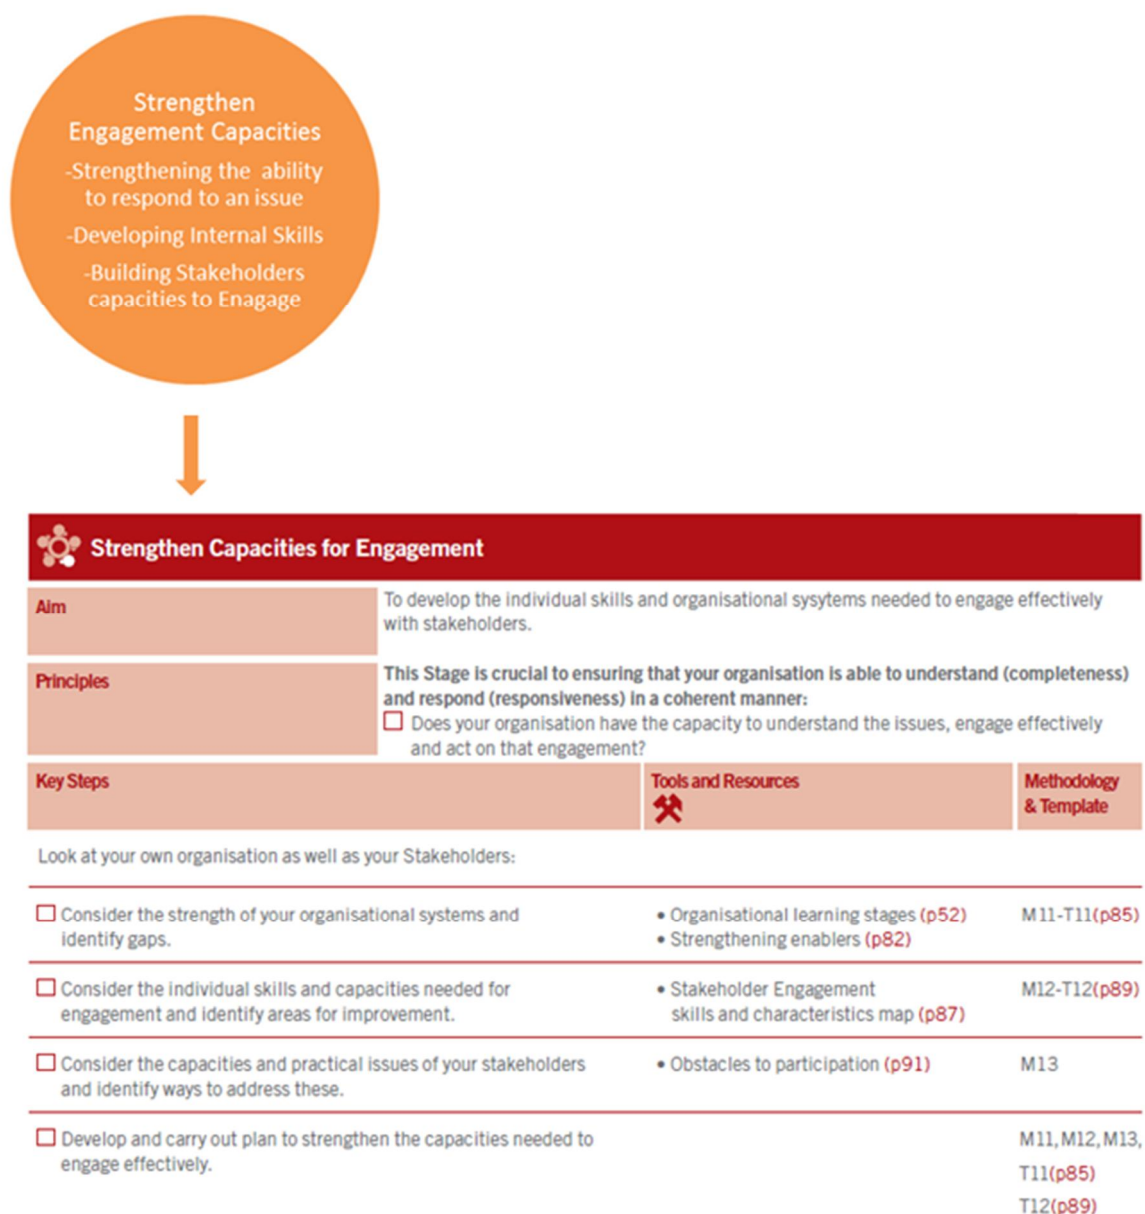 Strengthen
Engagement Capacities
-Strengthening the ability
to respond to an issue
-Developing Internal Skills
-Building Stakeholders
capacities to Enagage
Strengthen Capacities for Engagement
Aim
To develop the individual skills and organisational sysytems needed to engage effectively
with stakeholders.
Principles
This Stage is crucial to ensuring that your organisation is able to understand (completeness)
and respond (responsiveness) in a coherent manner:
Does your organisation have the capacity to understand the issues, engage effectively
and act on that engagement?
Key Steps
Tools and Resources
Methodology
& Template
Look at your own organisation as well as your Stakeholders:
Consider the strength of your organisational systems and
identify gaps.
• Organisational learning stages (p52)
• Strengthening enablers (p82)
M11-T11(p85)
Consider the individual skills and capacities needed for
engagement and identify areas for improvement.
• Stakeholder Engagement
skills and characteristics map (p87)
M12-T12(p89)
Consider the capacities and practical issues of your stakeholders
and identify ways to address these.
• Obstacles to participation (p91)
M13
Develop and carry out plan to strengthen the capacities needed to
engage effectively.
M11, M12, M13,
T11(p85)
T12(p89)